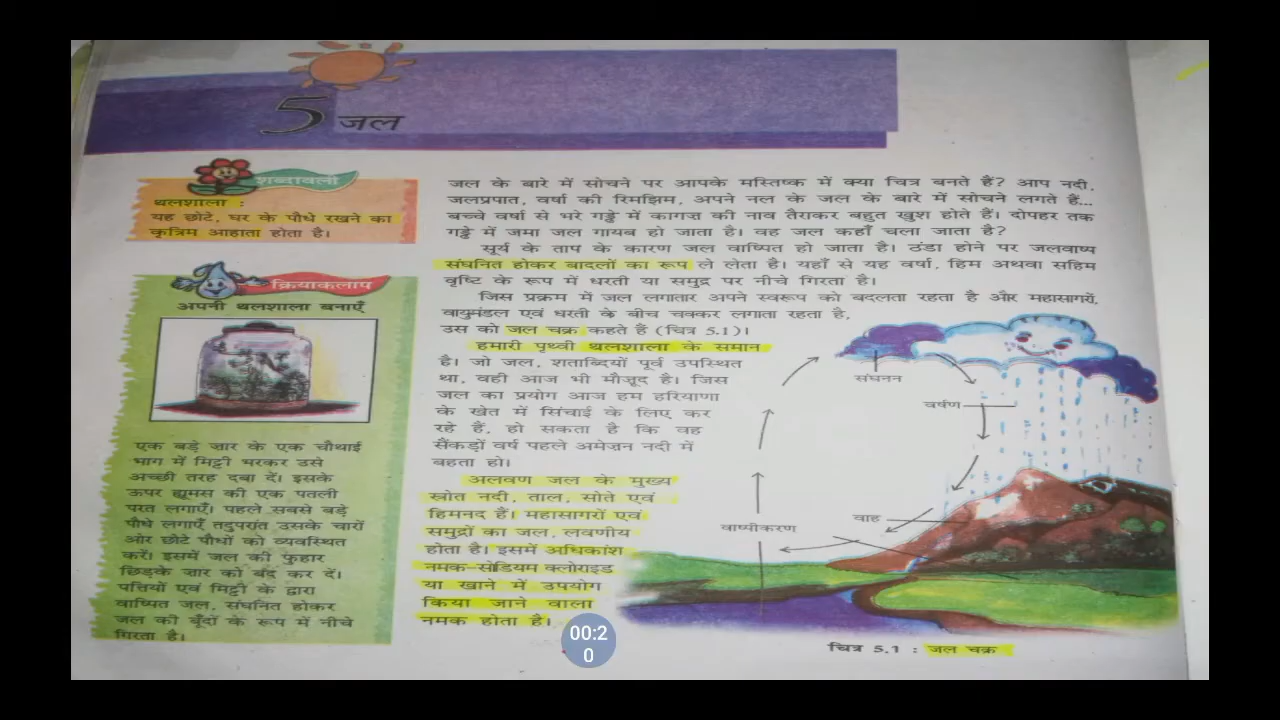 5 जल
शब्दावली
थलशाला :
यह छोटे, घर के पौधे रखने का
कृत्रिम आहाता होता है।
क्रियाकलाप
अपनी थलशाला बनाएँ
एक बड़े जार के एक चौथाई
भाग में मिट्टी भरकर उसे
अच्छी तरह दबा दें। इसके
ऊपर ह्यूमस की एक पतली
परत लगाएँ। पहले सबसे बड़े
पौधे लगाएँ तदुपरांत उसके चारों
ओर छोटे पौधों को व्यवस्थित
करें। इसमें जल की फुहार
छिड़के जार को बंद कर दें।
पत्तियों एवं मिट्टी के द्वारा
वाष्पित जल, संघनित होकर
जल की बूँदों के रूप में नीचे
गिरता है।
जल के बारे में सोचने पर आपके मस्तिष्क में क्या चित्र बनते हैं? आप नदी,
जलप्रपात, वर्षा की रिमझिम, अपने नल के जल के बारे में सोचने लगते हैं...
बच्चे वर्षा से भरे गड्ढे में कागज़ की नाव तैराकर बहुत खुश होते हैं। दोपहर तक
गड्ढे में जमा जल गायब हो जाता है। वह जल कहाँ चला जाता है?
सूर्य के ताप के कारण जल वाष्पित हो जाता है। ठंडा होने पर जलवाष्प
संघनित होकर बादलों का रूप ले लेता है। यहाँ से यह वर्षा, हिम अथवा सहिम
वृष्टि के रूप में धरती या समुद्र पर नीचे गिरता है।
जिस प्रक्रम में जल लगातार अपने स्वरूप को बदलता रहता है और महासागरों,
वायुमंडल एवं धरती के बीच चक्कर लगाता रहता है,
उस को जल चक्र कहते हैं (चित्र 5.1)।
हमारी पृथ्वी थलशाला के समान
है। जो जल, शताब्दियों पूर्व उपस्थित
था, वही आज भी मौजूद है। जिस
जल का प्रयोग आज हम हरियाणा
के खेत में सिंचाई के लिए कर
रहे हैं, हो सकता है कि वह
सैंकड़ों वर्ष पहले अमेज़न नदी में
बहता हो।
अलवण जल के मुख्य
स्त्रोत नदी, ताल, सोते एवं
हिमनद हैं। महासागरों एवं
समुद्रों का जल, लवणीय
होता है। इसमें अधिकांश
नमक-सोडियम क्लोराइड
या खाने में उपयोग
किया जाने वाला
नमक होता है।
संघनन
वर्षण
वाह
वाष्पीकरण
चित्र 5.1 : जल चक्र
00:2
0